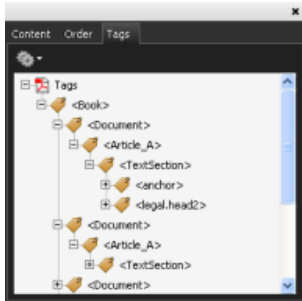 Content Order Tags
Tags
<Book>
<Document>
<Article_A>
<TextSection>
<anchor>
<legal.head2>
<Document>
<Article_A>
<TextSection>
<Document>